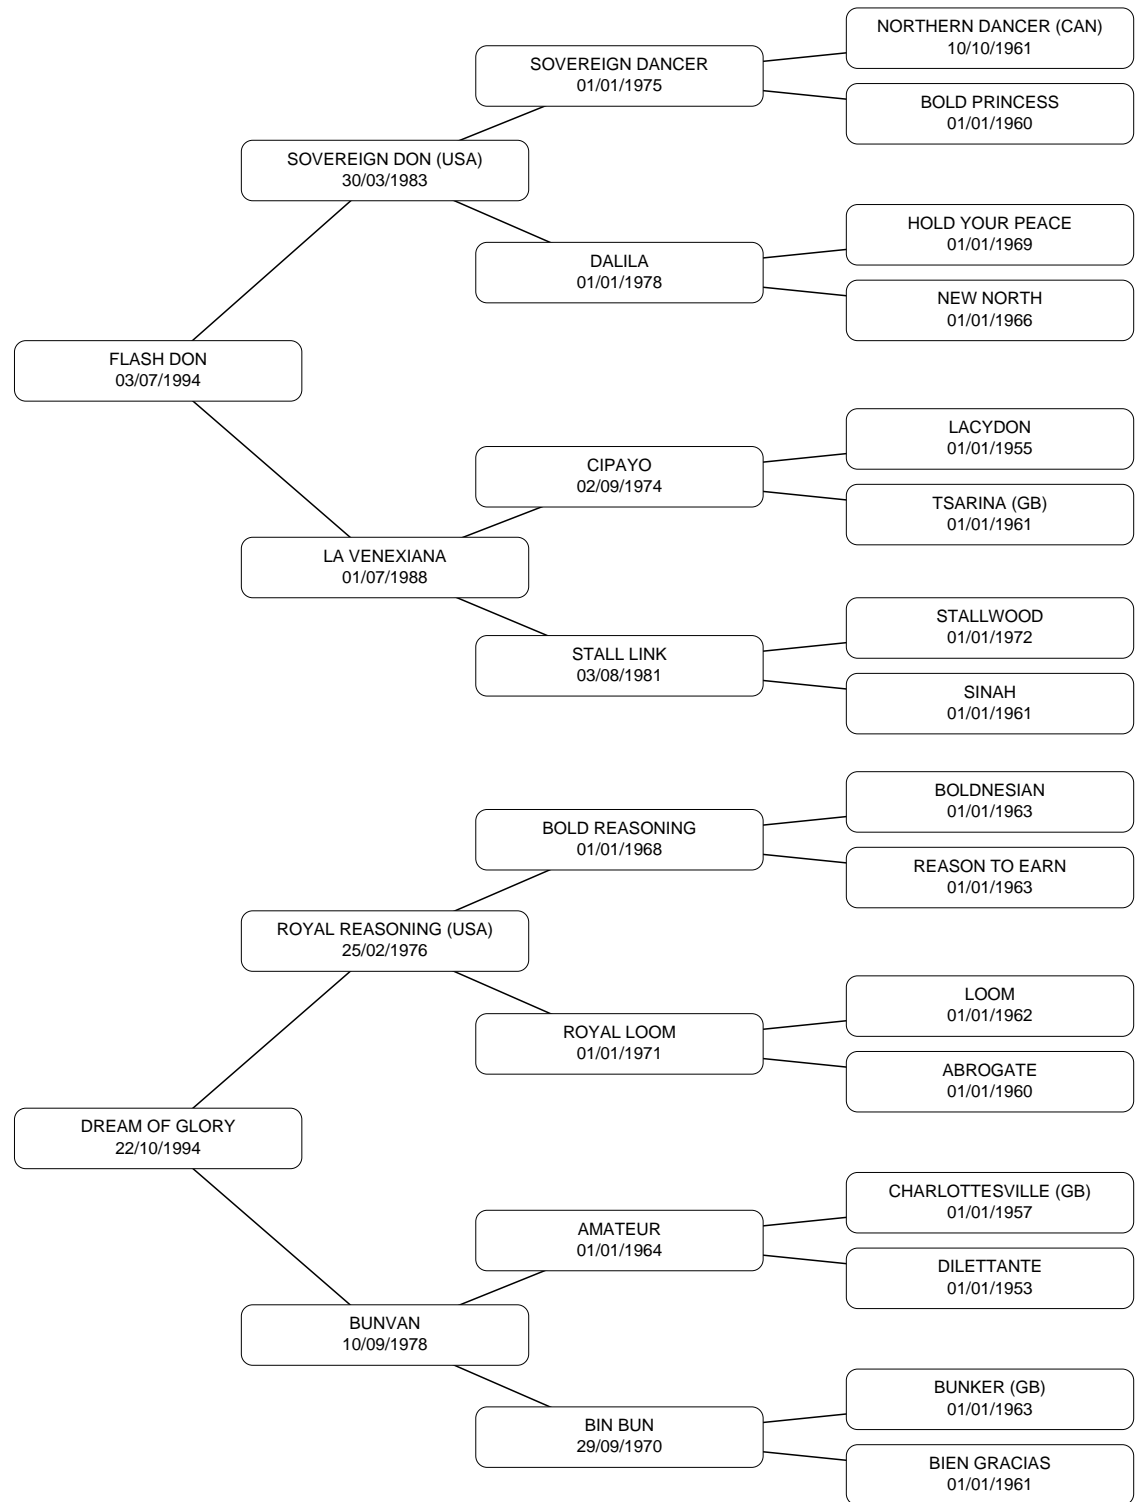 NORTHERN DANCER (CAN)
10/10/1961
SOVEREIGN DANCER
01/01/1975
BOLD PRINCESS
01/01/1960
SOVEREIGN DON (USA)
30/03/1983
HOLD YOUR PEACE
01/01/1969
DALILA
01/01/1978
NEW NORTH
01/01/1966
FLASH DON
03/07/1994
LACYDON
01/01/1955
CIPAYO
02/09/1974
TSARINA (GB)
01/01/1961
LA VENEXIANA
01/07/1988
STALLWOOD
01/01/1972
STALL LINK
03/08/1981
SINAH
01/01/1961
BOLDNESIAN
01/01/1963
BOLD REASONING
01/01/1968
REASON TO EARN
01/01/1963
ROYAL REASONING (USA)
25/02/1976
LOOM
01/01/1962
ROYAL LOOM
01/01/1971
ABROGATE
01/01/1960
DREAM OF GLORY
22/10/1994
CHARLOTTESVILLE (GB)
01/01/1957
AMATEUR
01/01/1964
DILETTANTE
01/01/1953
BUNVAN
10/09/1978
BUNKER (GB)
01/01/1963
BIN BUN
29/09/1970
BIEN GRACIAS
01/01/1961